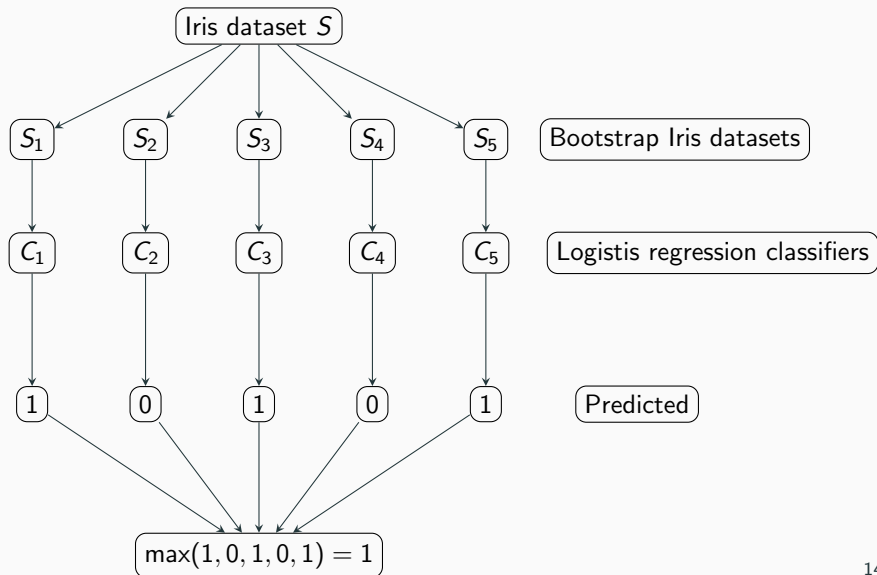 Iris dataset S
S₁ S₂ S₃ S₄ S₅ Bootstrap Iris datasets
C₁ C₂ C₃ C₄ C₅ Logistis regression classifiers
1 0 1 0 1 Predicted
max(1, 0, 1, 0, 1) = 1
14